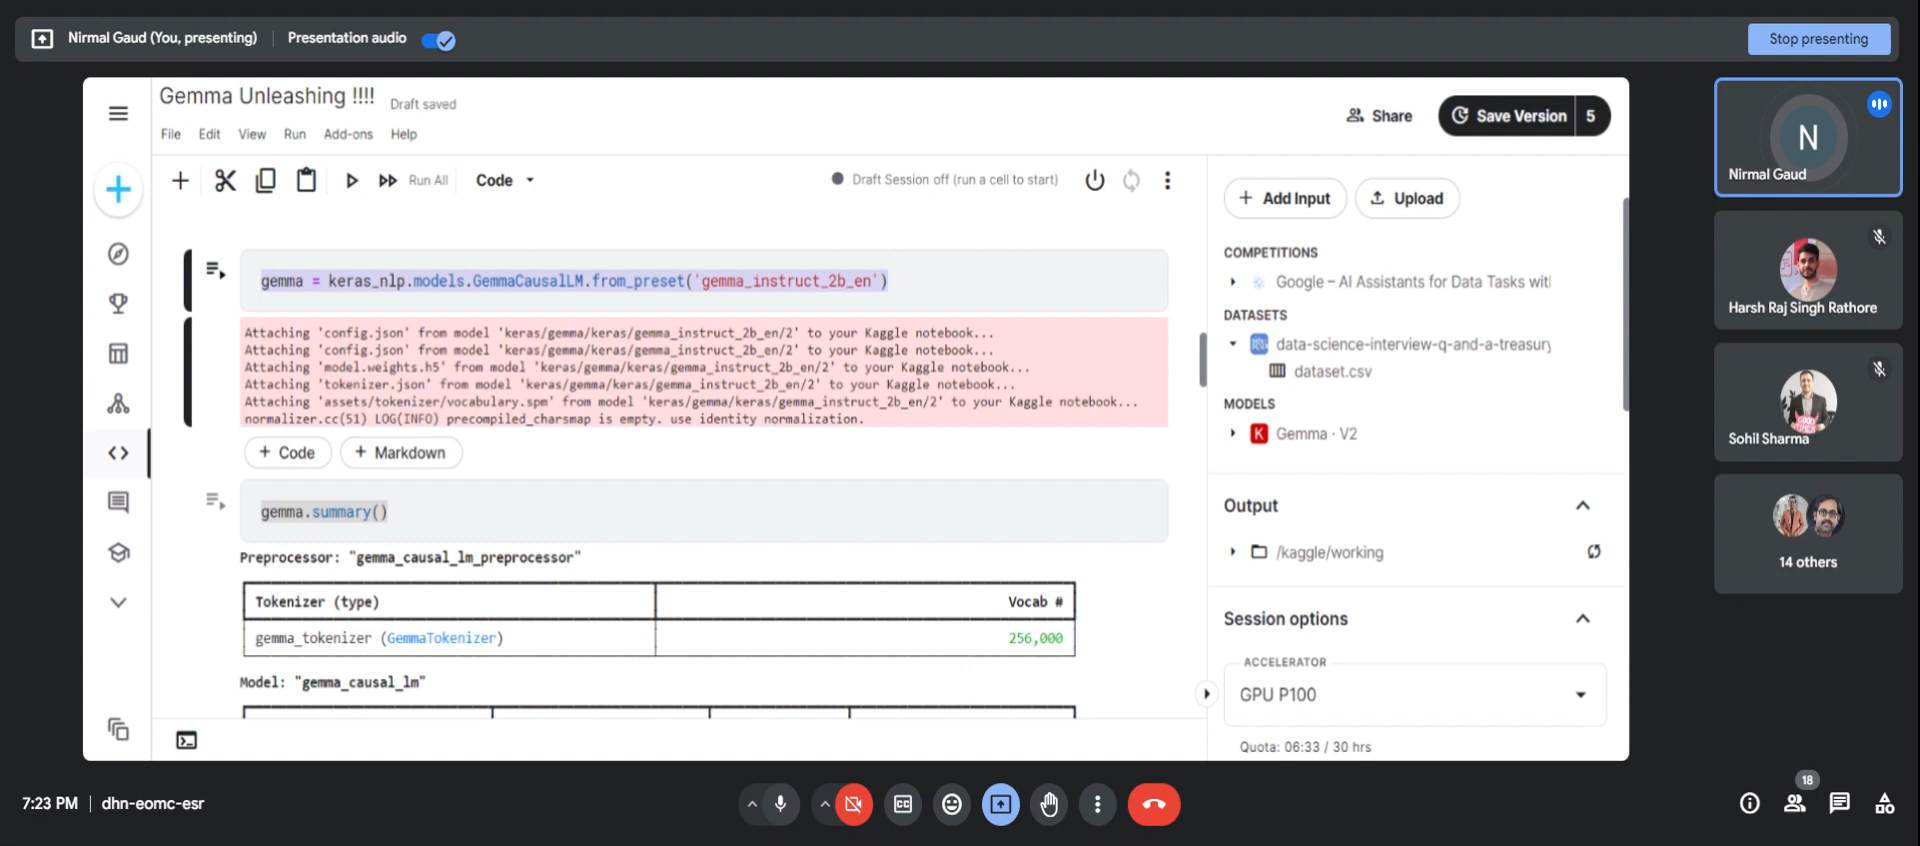 Nirmal Gaud (You, presenting)
Presentation audio
Stop presenting
Gemma Unleashing !!!!
Draft saved
File Edit View Run Add-ons Help
Share
Save Version 5
Run All
Code
Draft Session off (run a cell to start)
gemma = keras_nlp.models.GemmaCausalLM.from_preset('gemma_instruct_2b_en')
Attaching 'config.json' from model 'keras/gemma/keras/gemma_instruct_2b_en/2' to your Kaggle notebook...
Attaching 'config.json' from model 'keras/gemma/keras/gemma_instruct_2b_en/2' to your Kaggle notebook...
Attaching 'model.weights.h5' from model 'keras/gemma/keras/gemma_instruct_2b_en/2' to your Kaggle notebook...
Attaching 'tokenizer.json' from model 'keras/gemma/keras/gemma_instruct_2b_en/2' to your Kaggle notebook...
Attaching 'assets/tokenizer/vocabulary.spm' from model 'keras/gemma/keras/gemma_instruct_2b_en/2' to your Kaggle notebook...
normalizer.cc(51) LOG(INFO) precompiled_charsmap is empty. use identity normalization.
+ Code
+ Markdown
gemma.summary()
Preprocessor: "gemma_causal_lm_preprocessor"
Tokenizer (type) Vocab #
gemma_tokenizer (GemmaTokenizer) 256,000
Model: "gemma_causal_lm"
+ Add Input
Upload
COMPETITIONS
Google – AI Assistants for Data Tasks wit
DATASETS
data-science-interview-q-and-a-treasury
dataset.csv
MODELS
K Gemma · V2
Output
/kaggle/working
Session options
ACCELERATOR
GPU P100
Quota: 06:33 / 30 hrs
N
Nirmal Gaud
Harsh Raj Singh Rathore
Sohil Sharma
14 others
7:23 PM | dhn-eomc-esr
CC
18